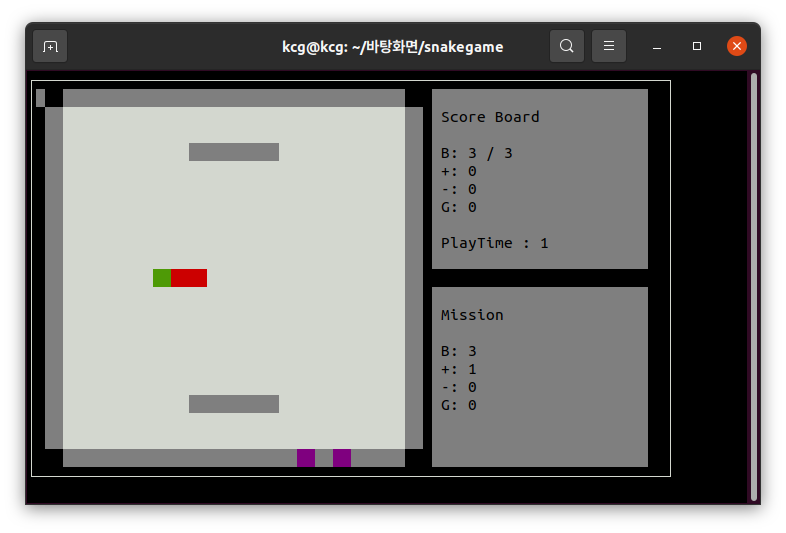 kcg@kcg: ~/바탕화면/snakegame
Score Board
B: 3 / 3
+: 0
-: 0
G: 0
PlayTime : 1
Mission
B: 3
+: 1
-: 0
G: 0